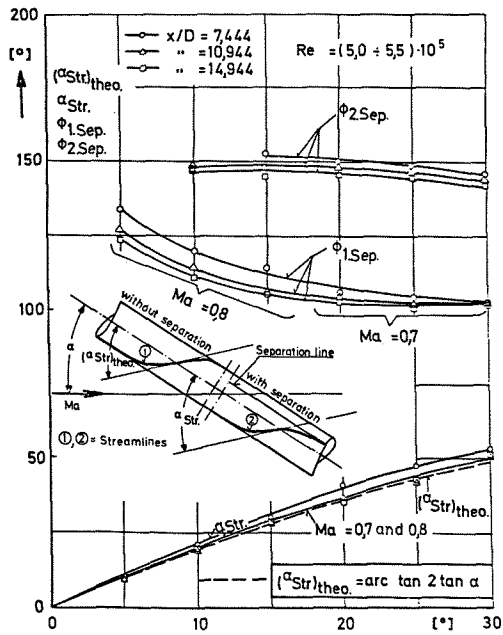 200
[°]
x/D = 7,444
" = 10,944
" = 14,944
Re = (5,0 ÷ 5,5)·10⁵
(αStr)theo.
αStr.
Φ1.Sep.
Φ2.Sep.
Φ2.Sep.
150
Φ1.Sep.
Ma = 0,8
Ma = 0,7
100
without separation
α
(αStr)theo.
①
Separation line
with separation
Ma
αStr.
②
①,② = Streamlines
50
αStr.
(αStr)theo.
Ma = 0,7 and 0,8
(αStr)theo. = arc tan 2 tan α
0
0
10
20
[°]
30